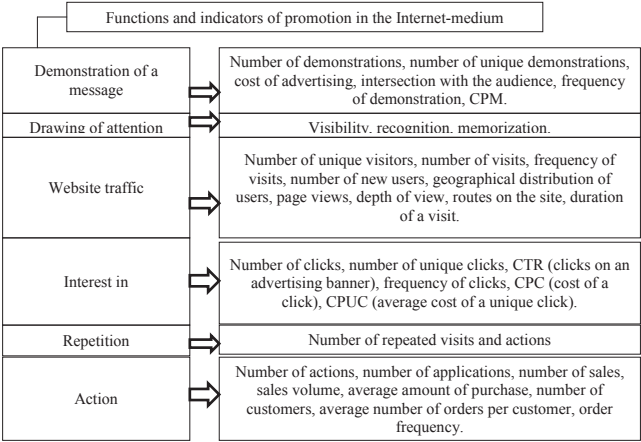 Functions and indicators of promotion in the Internet-medium
Demonstration of a
message
Number of demonstrations, number of unique demonstrations,
cost of advertising, intersection with the audience, frequency
of demonstration, CPM.
Drawing of attention
Visibility, recognition, memorization.
Website traffic
Number of unique visitors, number of visits, frequency of
visits, number of new users, geographical distribution of
users, page views, depth of view, routes on the site, duration
of a visit.
Interest in
Number of clicks, number of unique clicks, CTR (clicks on an
advertising banner), frequency of clicks, CPC (cost of a
click), CPUC (average cost of a unique click).
Repetition
Number of repeated visits and actions
Action
Number of actions, number of applications, number of sales,
sales volume, average amount of purchase, number of
customers, average number of orders per customer, order
frequency.